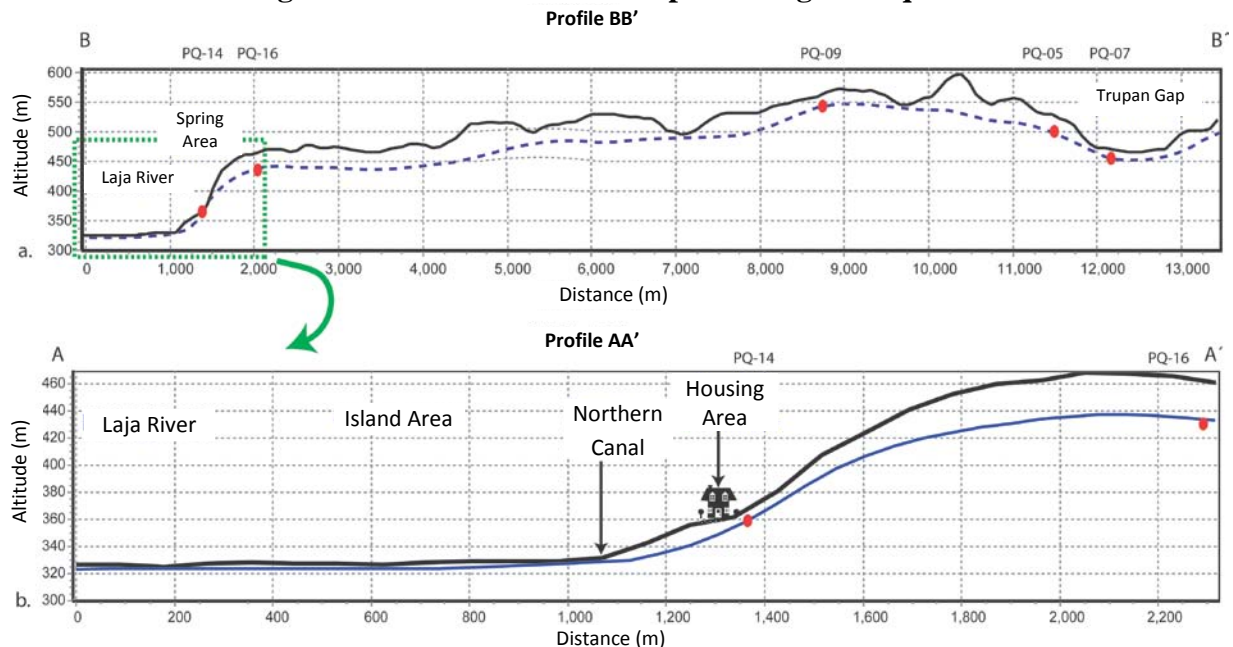 Profile BB'
B B´
PQ-14 PQ-16 PQ-09 PQ-05 PQ-07
600
550
500
450
400
350
300
Altitude (m)
Spring
Area
Laja River
Trupan Gap
a.
0 1,000 2,000 3,000 4,000 5,000 6,000 7,000 8,000 9,000 10,000 11,000 12,000 13,000
Distance (m)
Profile AA'
A A´
PQ-14 PQ-16
460
440
420
400
380
360
340
320
300
Altitude (m)
Laja River
Island Area
Northern
Canal
Housing
Area
b.
0 200 400 600 800 1,000 1,200 1,400 1,600 1,800 2,000 2,200
Distance (m)